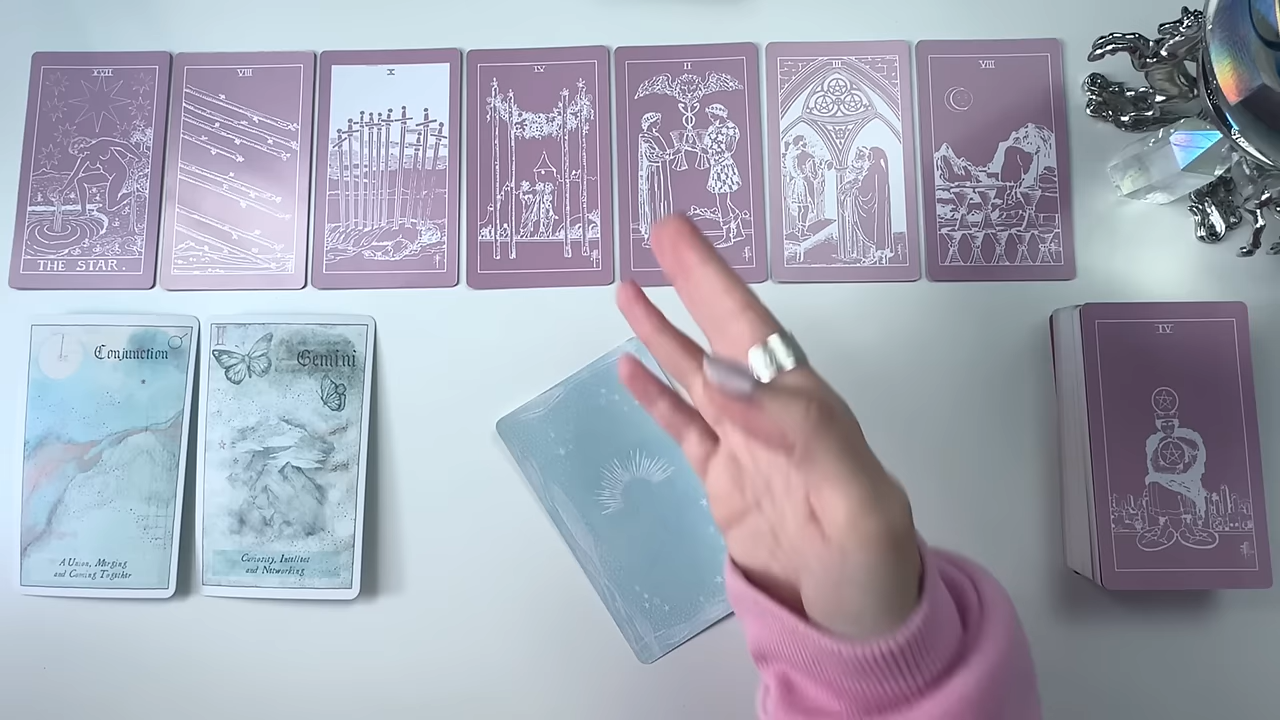 XVII
VIII
X
IV
II
III
VIII
THE STAR.
Conjunction
A Union, Merging
and Coming Together
II
Gemini
Curiosity, Intellect
and Networking
IV